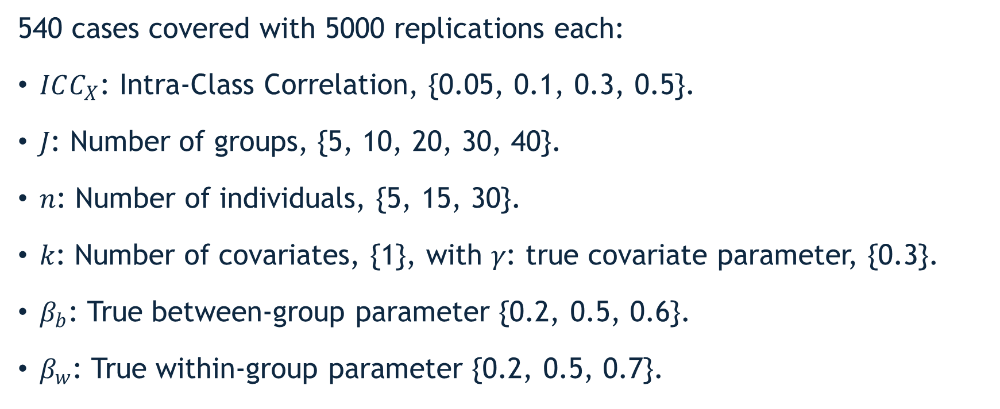 540 cases covered with 5000 replications each:
• ICC_X: Intra-Class Correlation, {0.05, 0.1, 0.3, 0.5}.
• J: Number of groups, {5, 10, 20, 30, 40}.
• n: Number of individuals, {5, 15, 30}.
• k: Number of covariates, {1}, with γ: true covariate parameter, {0.3}.
• β_b: True between-group parameter {0.2, 0.5, 0.6}.
• β_w: True within-group parameter {0.2, 0.5, 0.7}.